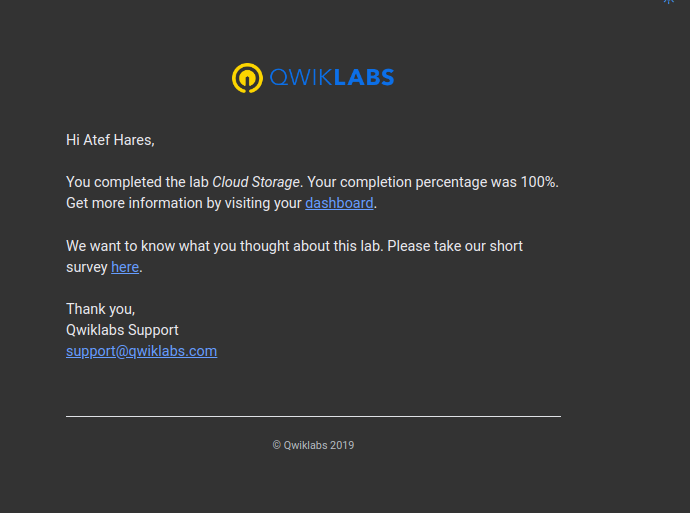 QWIKLABS
Hi Atef Hares,
You completed the lab Cloud Storage. Your completion percentage was 100%.
Get more information by visiting your dashboard.
We want to know what you thought about this lab. Please take our short
survey here.
Thank you,
Qwiklabs Support
support@qwiklabs.com
© Qwiklabs 2019